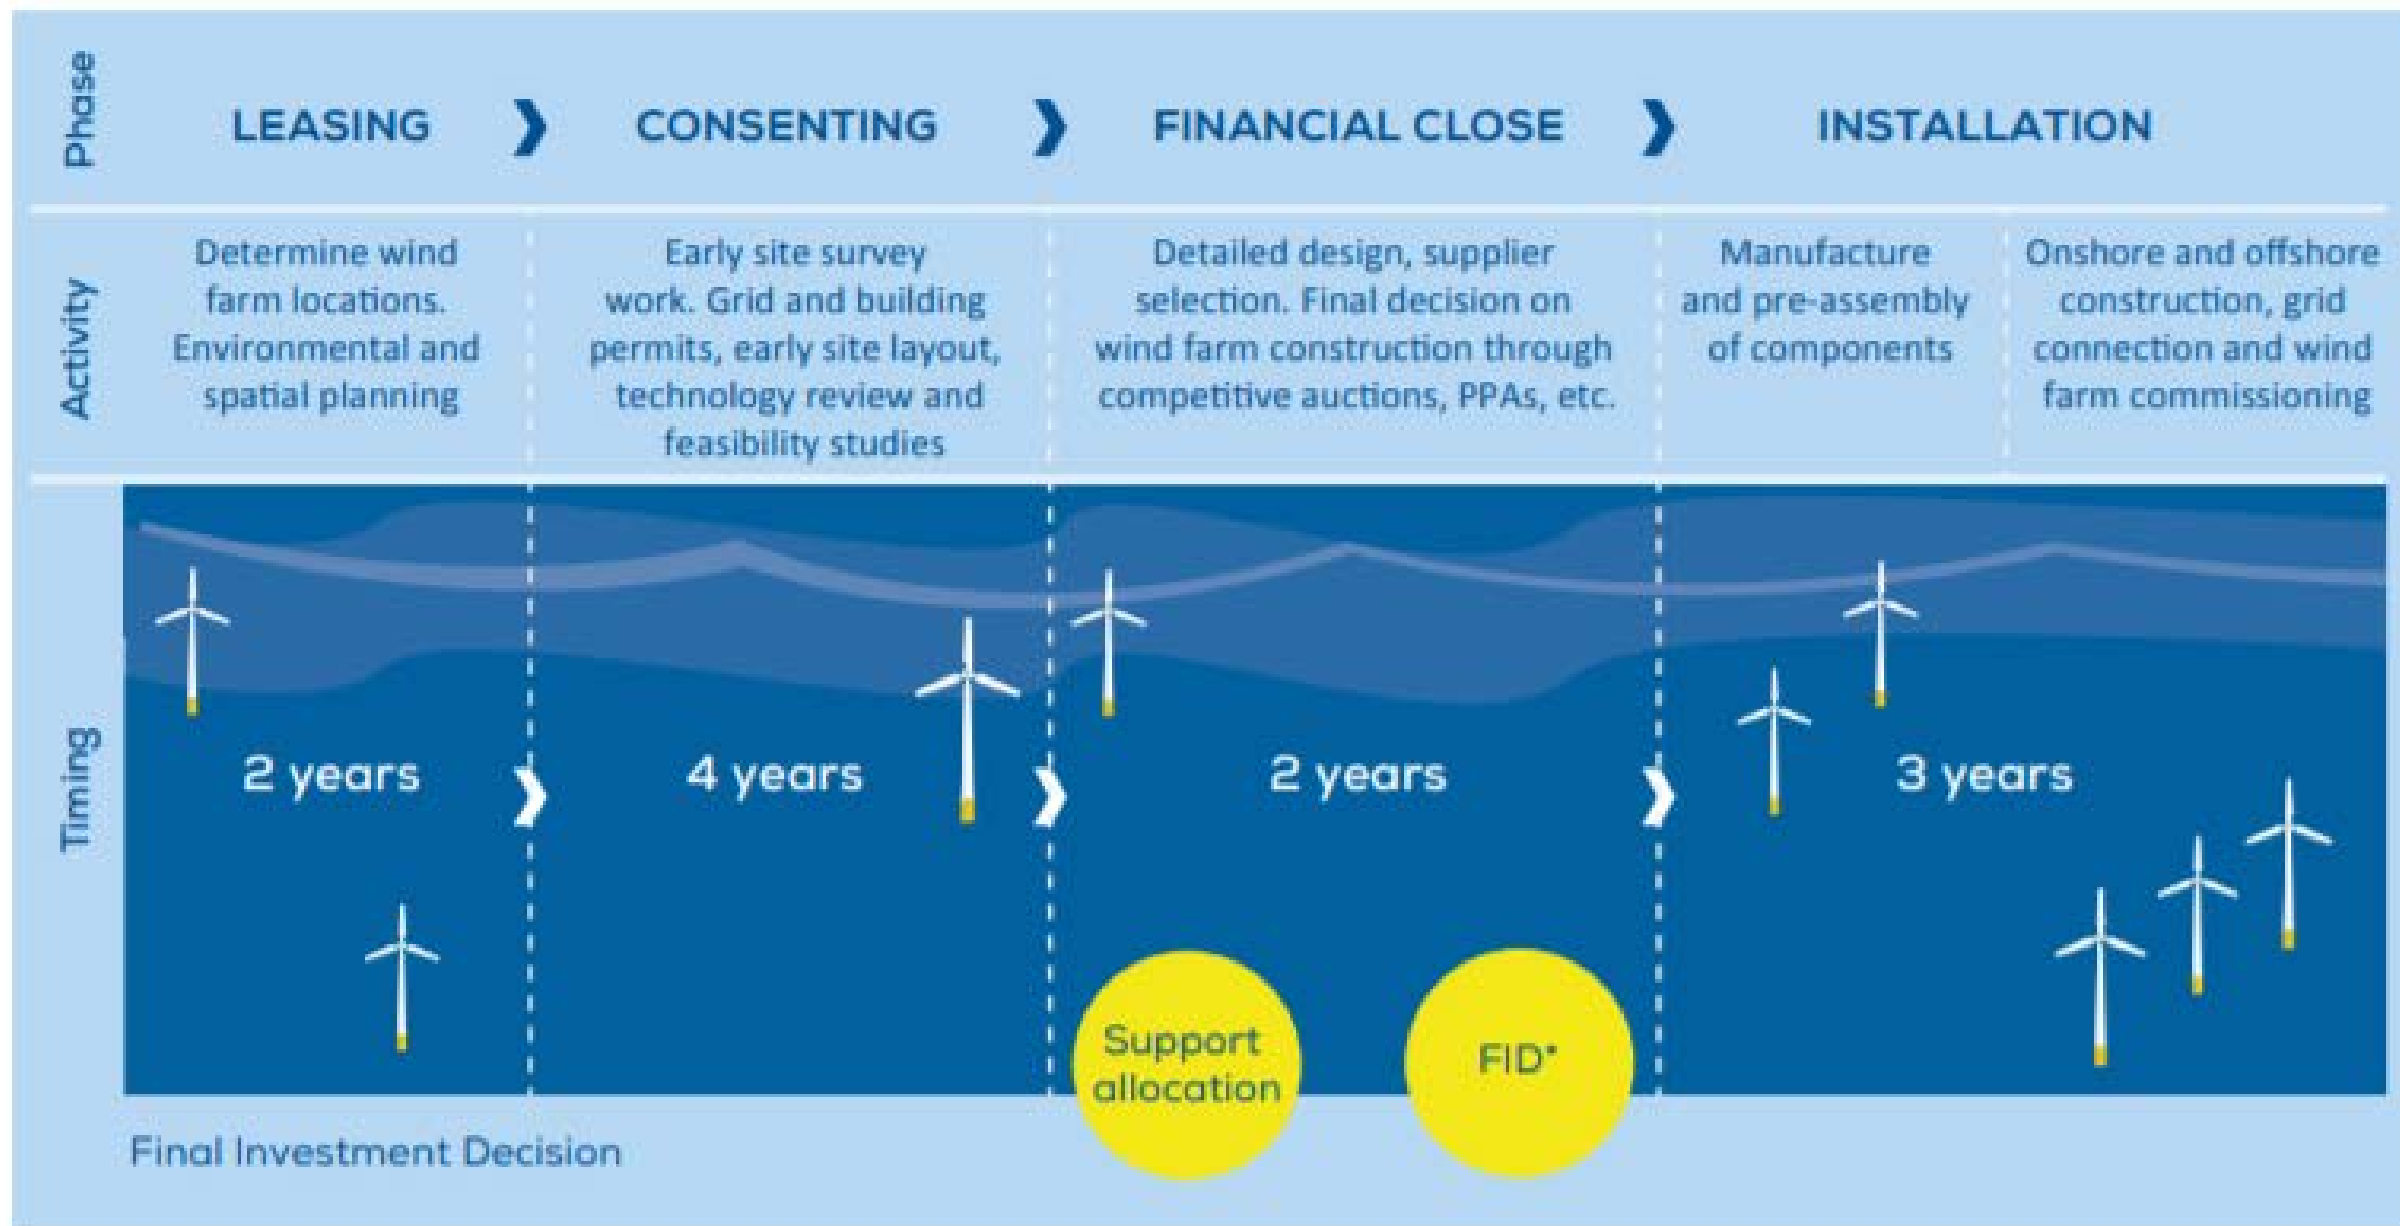 Phase
LEASING
CONSENTING
FINANCIAL CLOSE
INSTALLATION
Activity
Determine wind
farm locations.
Environmental and
spatial planning
Early site survey
work. Grid and building
permits, early site layout,
technology review and
feasibility studies
Detailed design, supplier
selection. Final decision on
wind farm construction through
competitive auctions, PPAs, etc.
Manufacture
and pre-assembly
of components
Onshore and offshore
construction, grid
connection and wind
farm commissioning
Timing
2 years
4 years
2 years
3 years
Support
allocation
FID*
Final Investment Decision